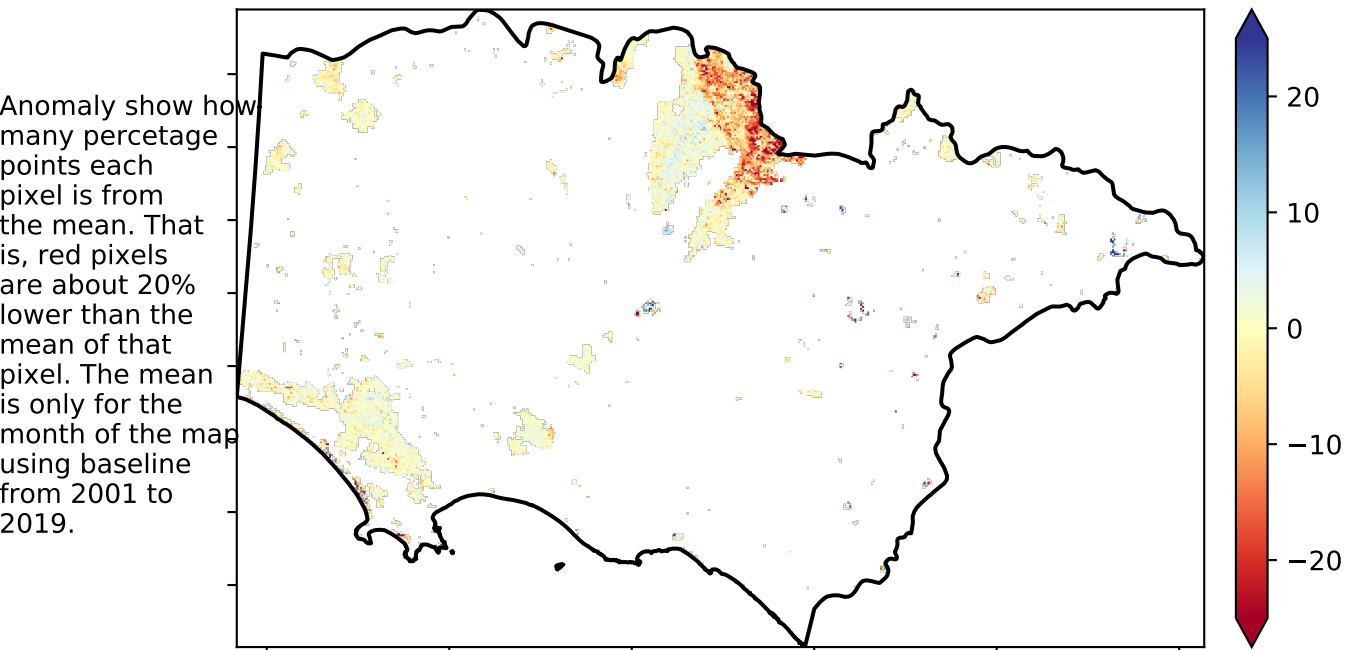 Anomaly show how
many percetage
points each
pixel is from
the mean. That
is, red pixels
are about 20%
lower than the
mean of that
pixel. The mean
is only for the
month of the map
using baseline
from 2001 to
2019.
20
10
0
−10
−20